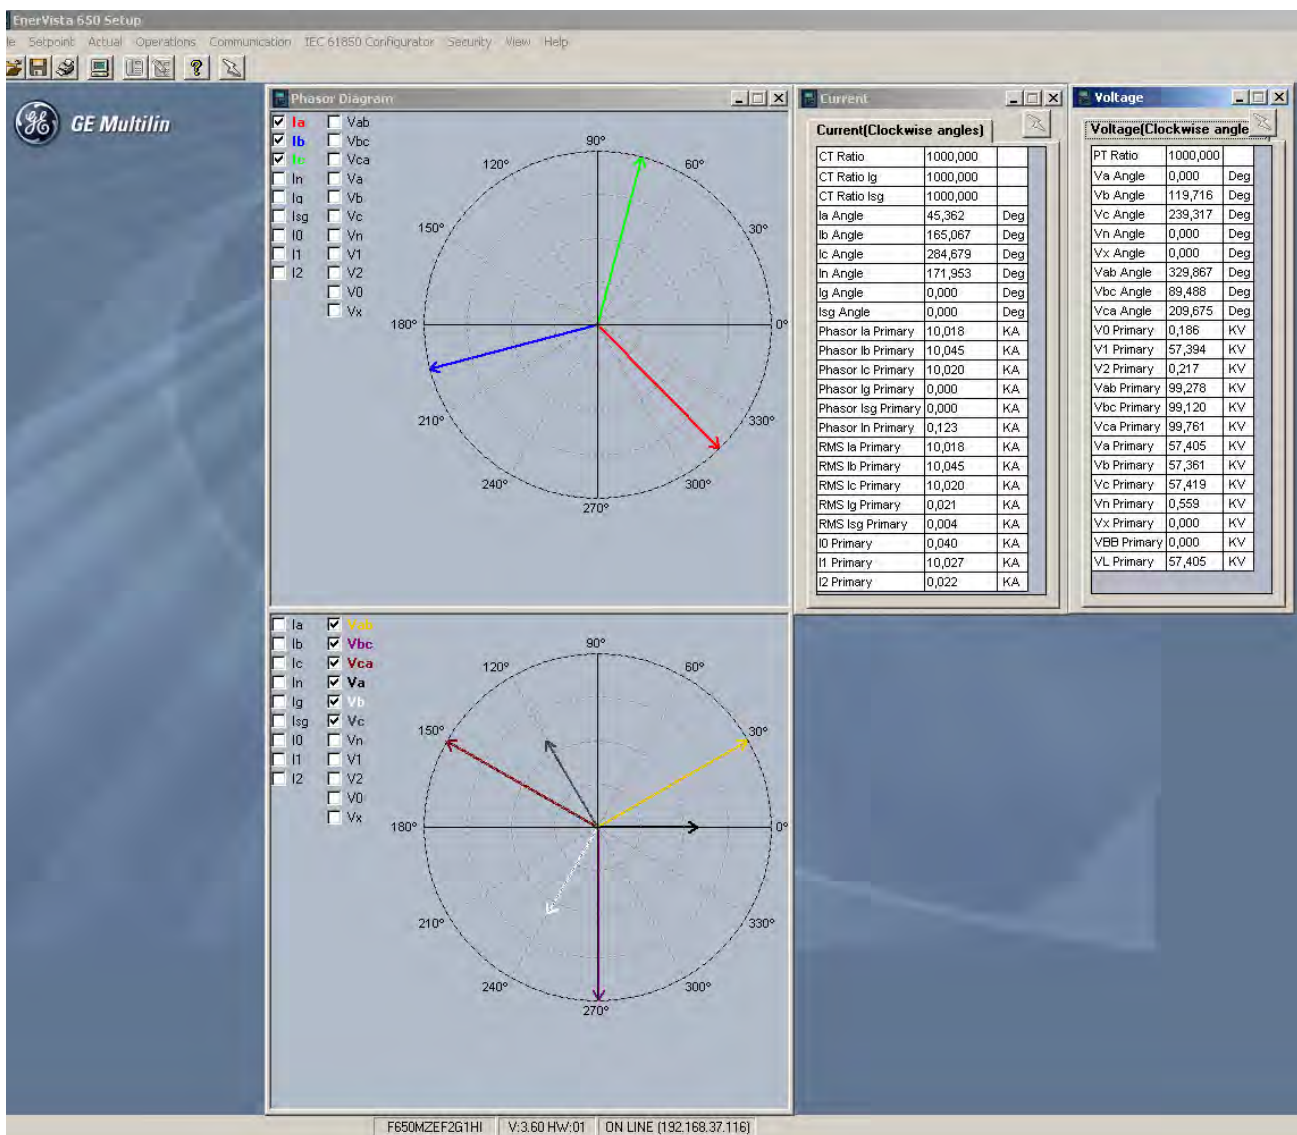 EnerVista 650 Setup
Setpoint Actual Operations Communication IEC 61850 Configurator Security View Help
GE Multilin
Phasor Diagram
Ia Vab
Ib Vbc
Ic Vca
In Va
Ig Vb
Isg Vc
I0 Vn
I1 V1
I2 V2
V0
Vx
90°
120° 60°
150° 30°
180° 0°
210° 330°
240° 300°
270°
Current
Current(Clockwise angles)
CT Ratio 1000,000
CT Ratio Ig 1000,000
CT Ratio Isg 1000,000
Ia Angle 45,362 Deg
Ib Angle 165,067 Deg
Ic Angle 284,679 Deg
In Angle 171,953 Deg
Ig Angle 0,000 Deg
Isg Angle 0,000 Deg
Phasor Ia Primary 10,018 KA
Phasor Ib Primary 10,045 KA
Phasor Ic Primary 10,020 KA
Phasor Ig Primary 0,000 KA
Phasor Isg Primary 0,000 KA
Phasor In Primary 0,123 KA
RMS Ia Primary 10,018 KA
RMS Ib Primary 10,045 KA
RMS Ic Primary 10,020 KA
RMS Ig Primary 0,021 KA
RMS Isg Primary 0,004 KA
I0 Primary 0,040 KA
I1 Primary 10,027 KA
I2 Primary 0,022 KA
Voltage
Voltage(Clockwise angle
PT Ratio 1000,000
Va Angle 0,000 Deg
Vb Angle 119,716 Deg
Vc Angle 239,317 Deg
Vn Angle 0,000 Deg
Vx Angle 0,000 Deg
Vab Angle 329,867 Deg
Vbc Angle 89,488 Deg
Vca Angle 209,675 Deg
V0 Primary 0,186 KV
V1 Primary 57,394 KV
V2 Primary 0,217 KV
Vab Primary 99,278 KV
Vbc Primary 99,120 KV
Vca Primary 99,761 KV
Va Primary 57,405 KV
Vb Primary 57,361 KV
Vc Primary 57,419 KV
Vn Primary 0,559 KV
Vx Primary 0,000 KV
VBB Primary 0,000 KV
VL Primary 57,405 KV
Ia Vab
Ib Vbc
Ic Vca
In Va
Ig Vb
Isg Vc
I0 Vn
I1 V1
I2 V2
V0
Vx
90°
120° 60°
150° 30°
180° 0°
210° 330°
240° 300°
270°
F650MZEF2G1HI V:3.60 HW:01 ON LINE (192.168.37.116)